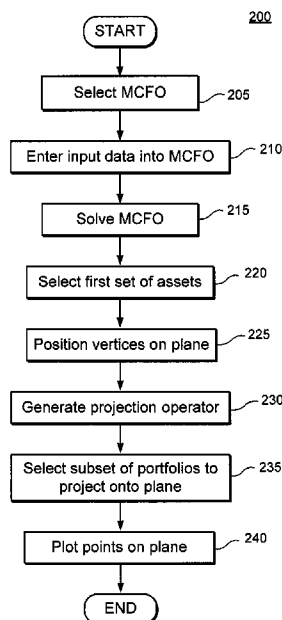 START
200
Select MCFO
205
Enter input data into MCFO
210
Solve MCFO
215
Select first set of assets
220
Position vertices on plane
225
Generate projection operator
230
Select subset of portfolios to
project onto plane
235
Plot points on plane
240
END